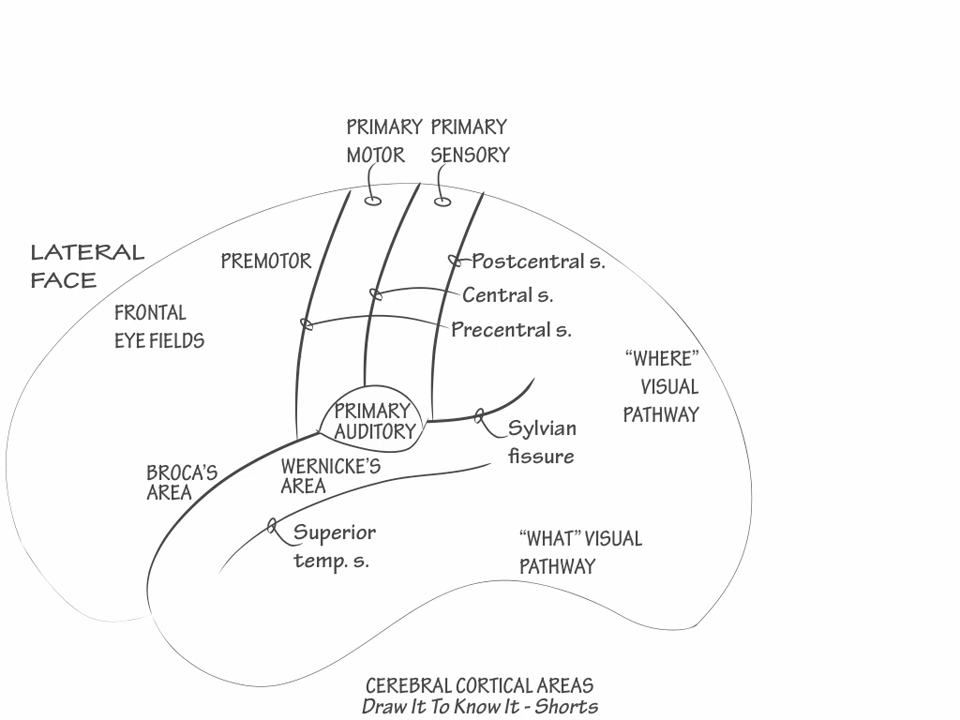 PRIMARY MOTOR
PRIMARY SENSORY
LATERAL
FACE
PREMOTOR
Postcentral s.
Central s.
Precentral s.
FRONTAL
EYE FIELDS
“WHERE”
VISUAL
PATHWAY
PRIMARY
AUDITORY
Sylvian
fissure
BROCA’S
AREA
WERNICKE’S
AREA
Superior
temp. s.
“WHAT” VISUAL
PATHWAY
CEREBRAL CORTICAL AREAS
Draw It To Know It - Shorts